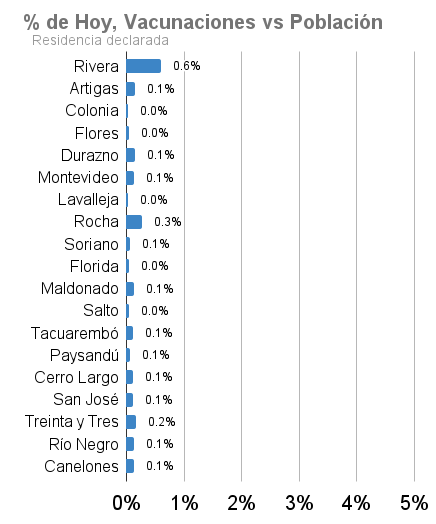 % de Hoy, Vacunaciones vs Población
Residencia declarada
Rivera 0.6%
Artigas 0.1%
Colonia 0.0%
Flores 0.0%
Durazno 0.1%
Montevideo 0.1%
Lavalleja 0.0%
Rocha 0.3%
Soriano 0.1%
Florida 0.0%
Maldonado 0.1%
Salto 0.0%
Tacuarembó 0.1%
Paysandú 0.1%
Cerro Largo 0.1%
San José 0.1%
Treinta y Tres 0.2%
Río Negro 0.1%
Canelones 0.1%
0% 1% 2% 3% 4% 5%